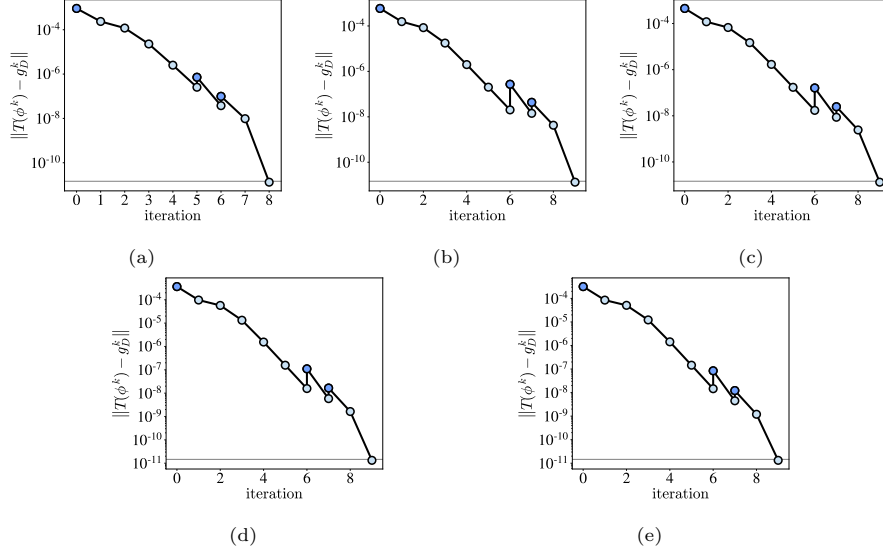 10⁻⁴
10⁻⁶
10⁻⁸
10⁻¹⁰
||T(ϕᵏ) − gᵏ_D||
0 1 2 3 4 5 6 7 8
iteration
(a)
10⁻⁴
10⁻⁶
10⁻⁸
10⁻¹⁰
||T(ϕᵏ) − gᵏ_D||
0 2 4 6 8
iteration
(b)
10⁻⁴
10⁻⁶
10⁻⁸
10⁻¹⁰
||T(ϕᵏ) − gᵏ_D||
0 2 4 6 8
iteration
(c)
10⁻⁴
10⁻⁵
10⁻⁶
10⁻⁷
10⁻⁸
10⁻⁹
10⁻¹⁰
10⁻¹¹
||T(ϕᵏ) − gᵏ_D||
0 2 4 6 8
iteration
(d)
10⁻⁴
10⁻⁵
10⁻⁶
10⁻⁷
10⁻⁸
10⁻⁹
10⁻¹⁰
10⁻¹¹
||T(ϕᵏ) − gᵏ_D||
0 2 4 6 8
iteration
(e)